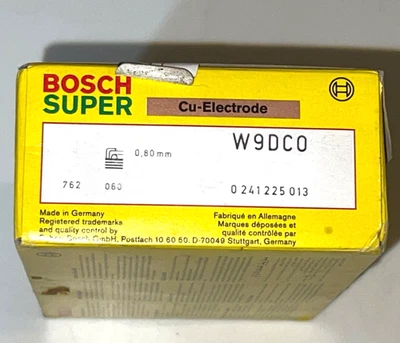 BOSCH
SUPER
Cu-Electrode
W9DC0
0,80 mm
762 060 0 241 225 013
Made in Germany
Registered trademarks
and quality control by
Robert Bosch GmbH, Postfach 10 60 50. D-70049 Stuttgart, Germany
Fabriqué en Allemagne
Marques déposées et
qualité contrôlée par